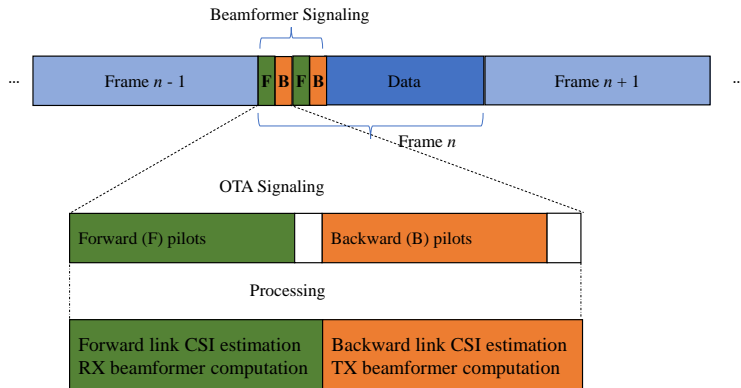 Beamformer Signaling
... Frame n - 1 F B F B Data Frame n + 1 ..
Frame n
OTA Signaling
Forward (F) pilots Backward (B) pilots
Processing
Forward link CSI estimation Backward link CSI estimation
RX beamformer computation TX beamformer computation